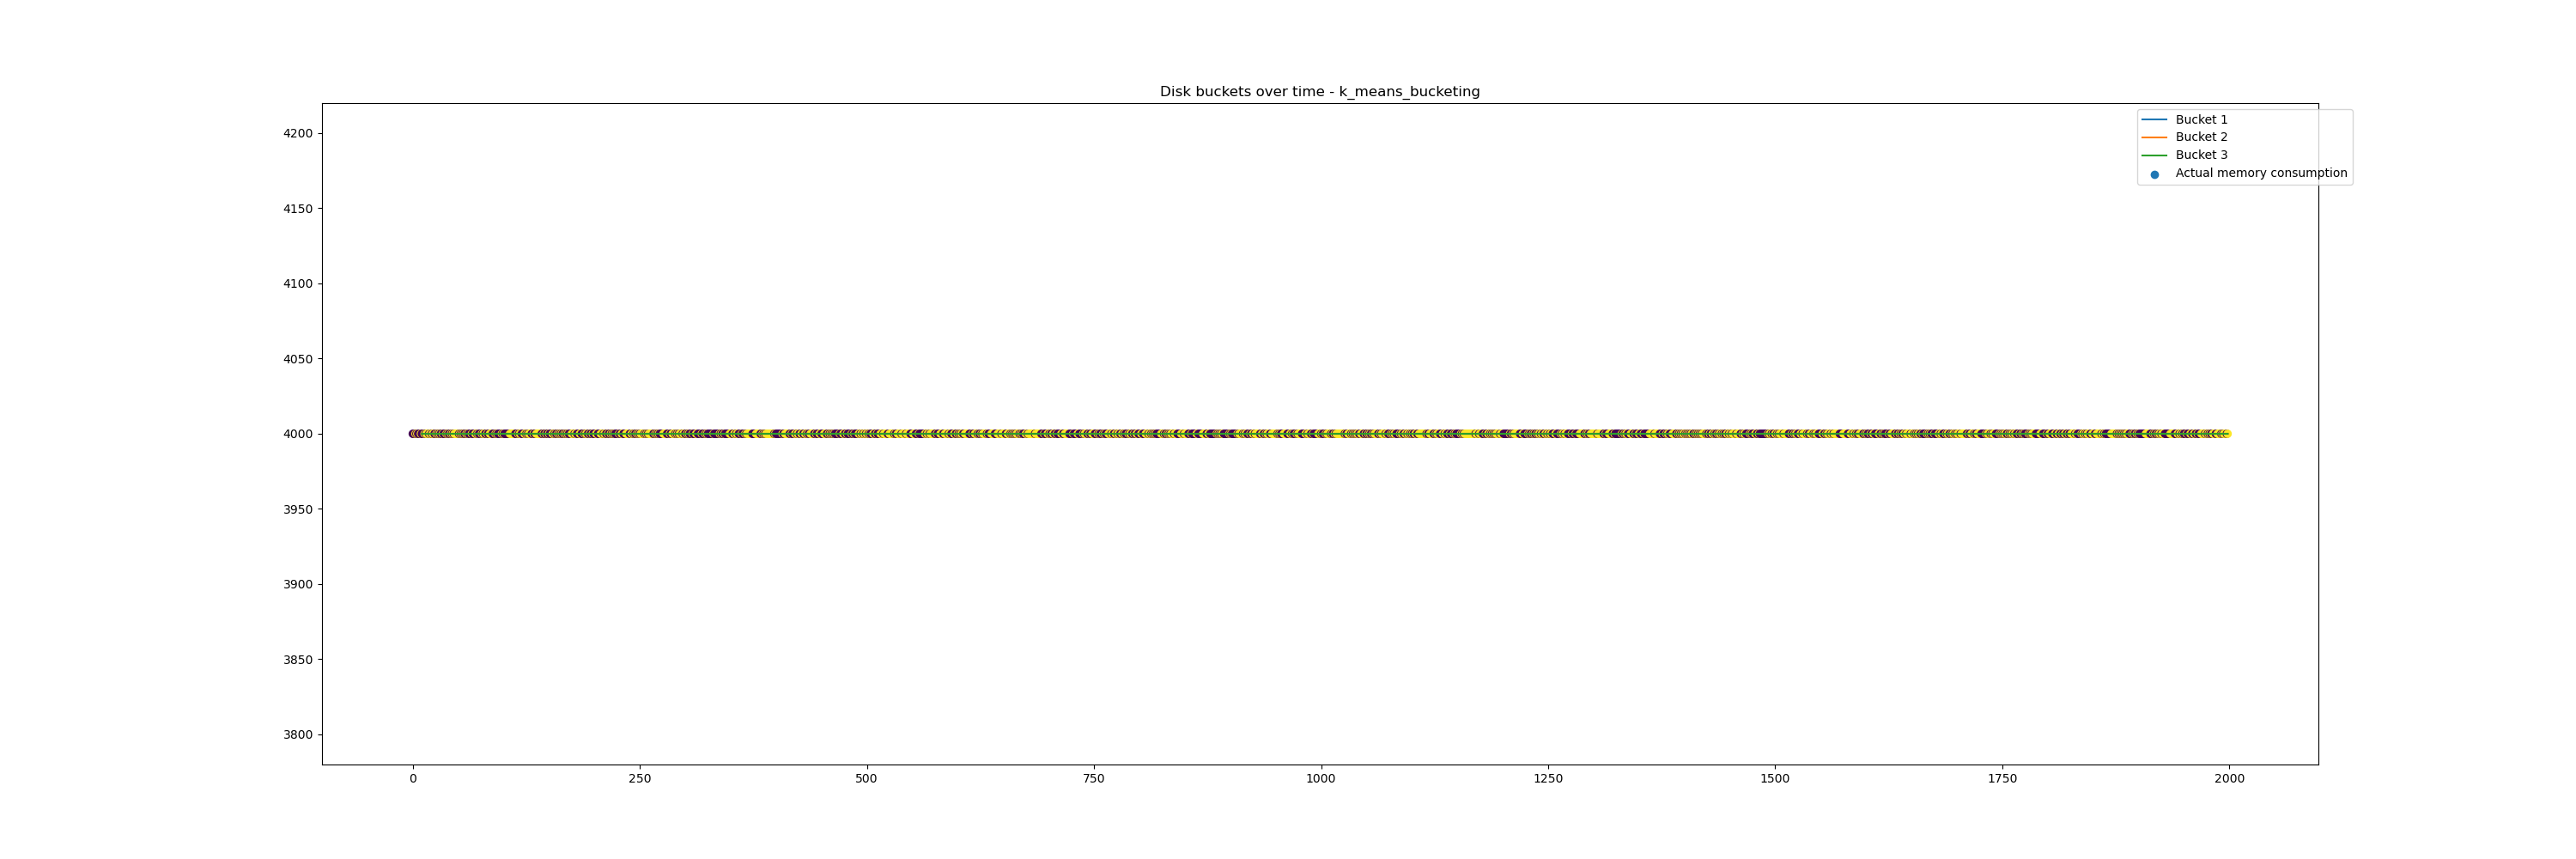 Disk buckets over time - k_means_bucketing
Bucket 1
Bucket 2
Bucket 3
Actual memory consumption
4200
4150
4100
4050
4000
3950
3900
3850
3800
0 250 500 750 1000 1250 1500 1750 2000